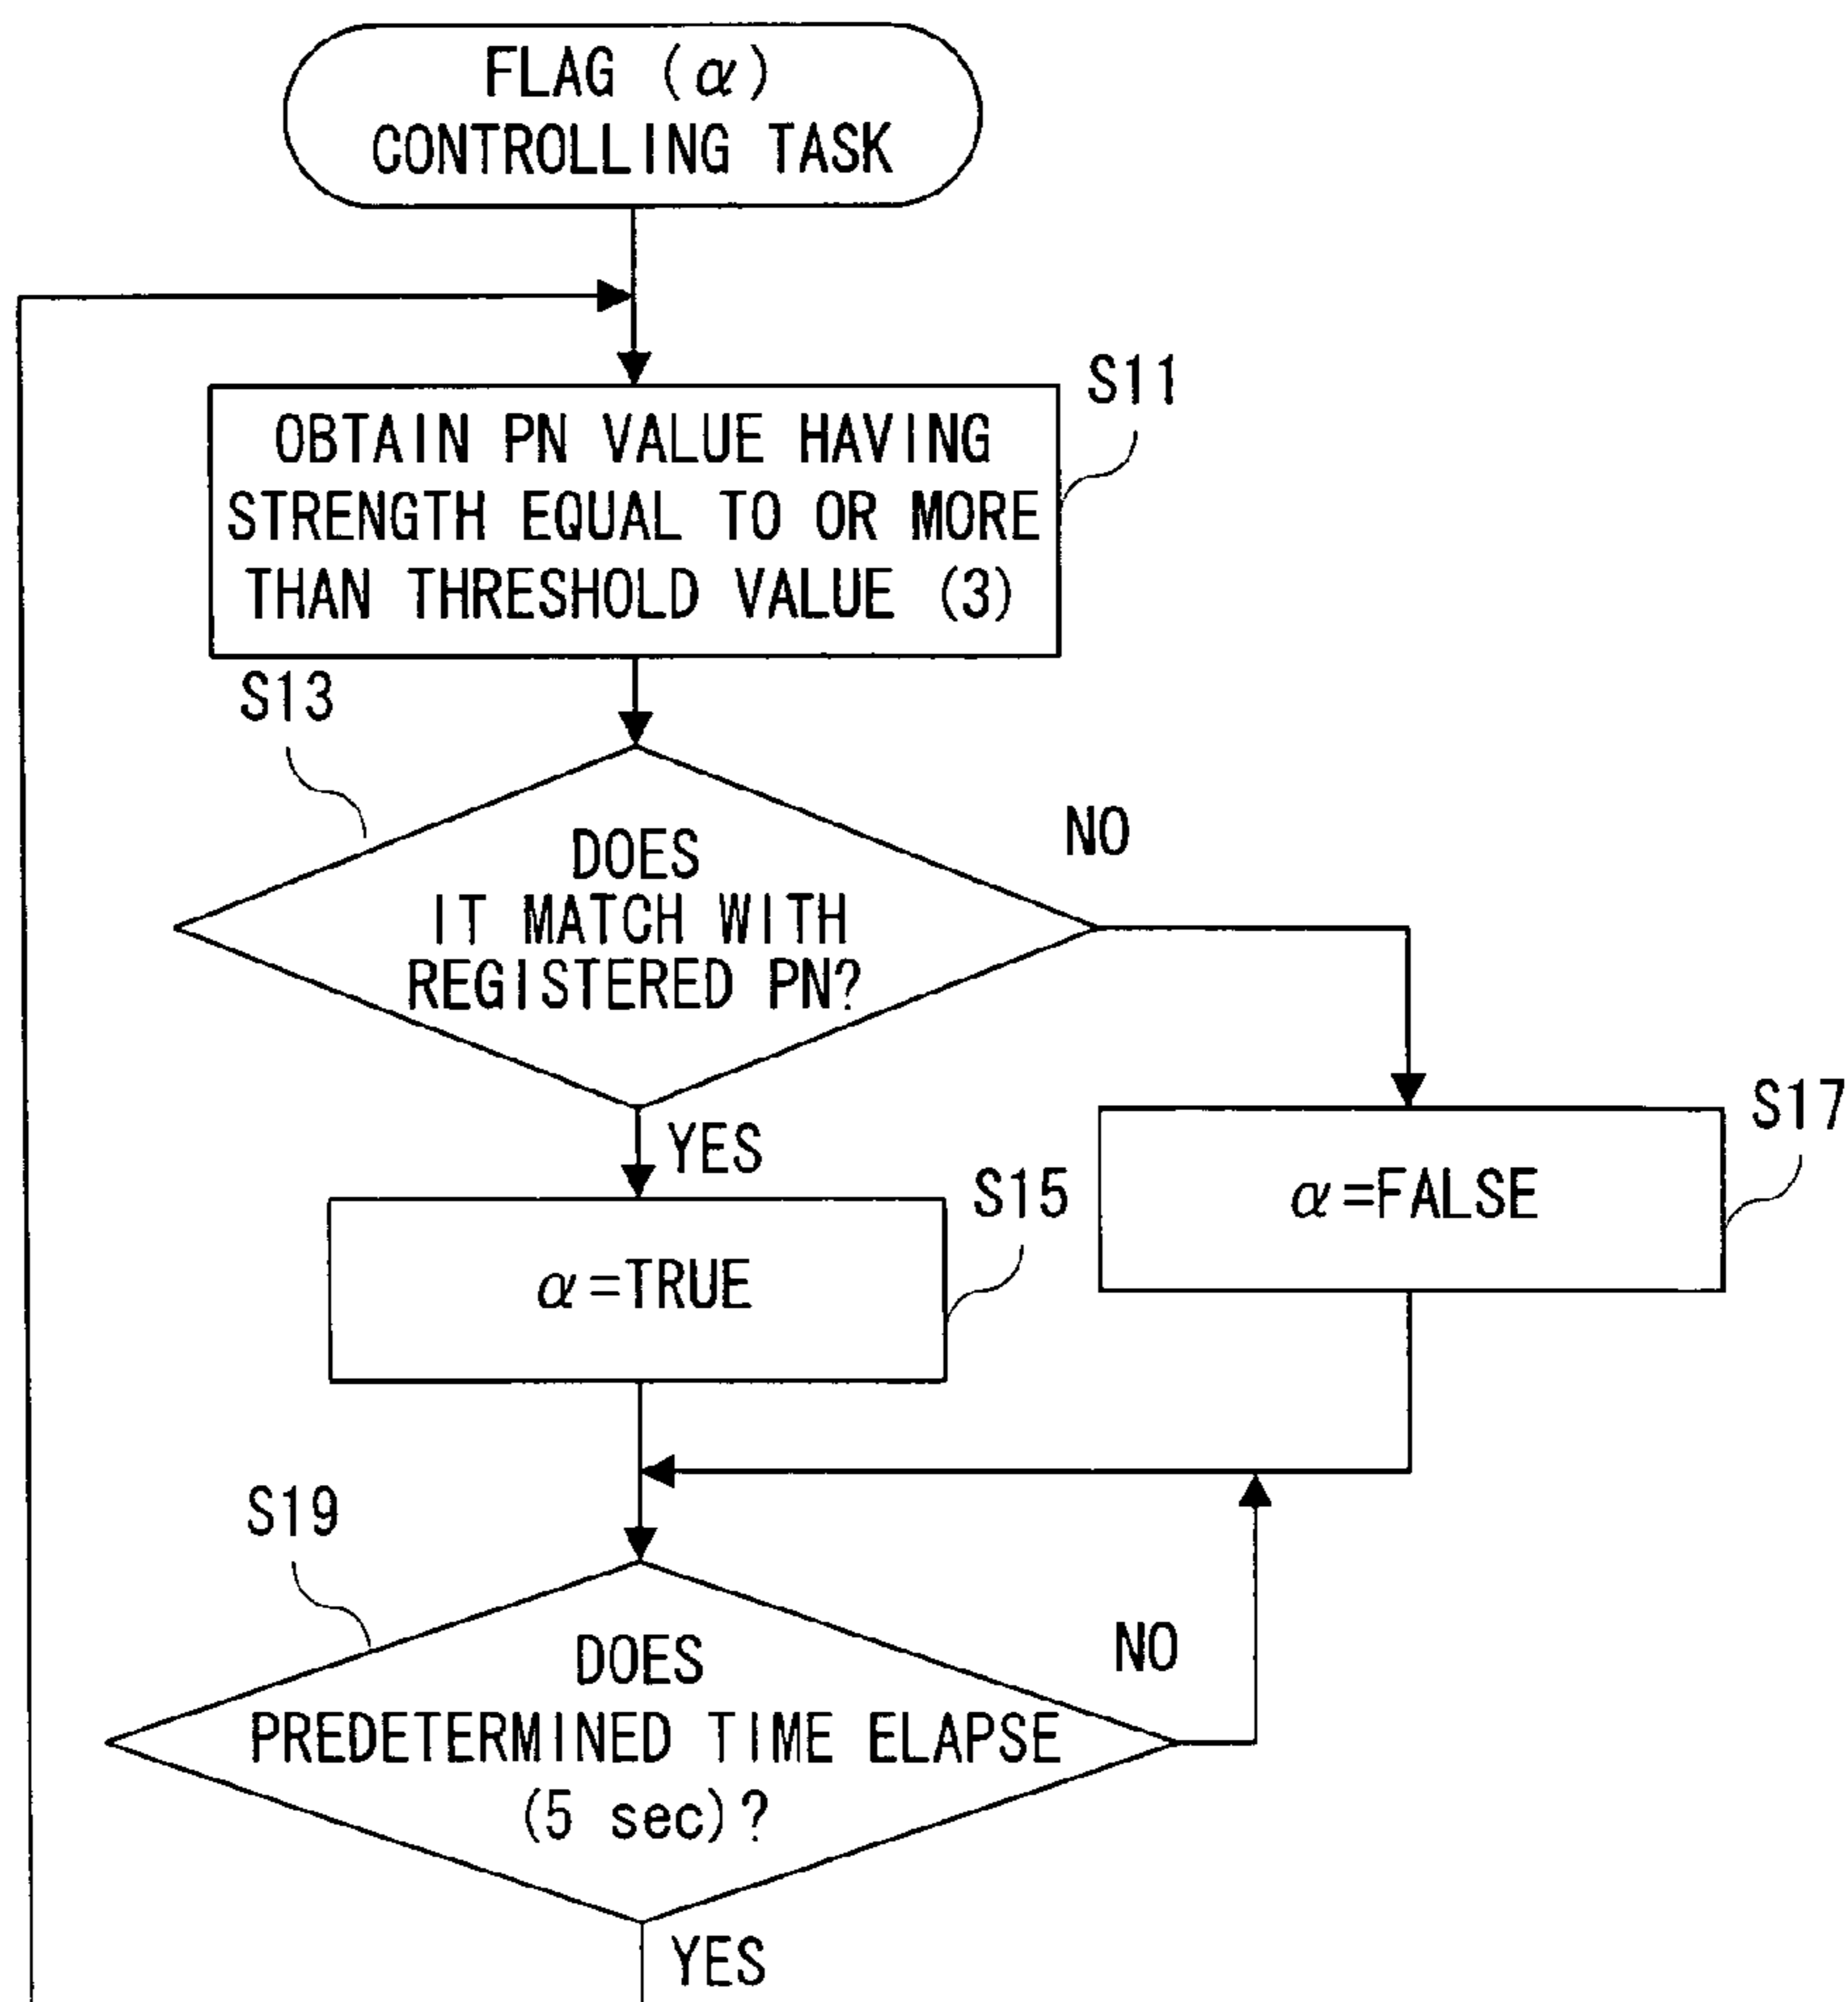 FLAG (α)
CONTROLLING TASK
S11
OBTAIN PN VALUE HAVING
STRENGTH EQUAL TO OR MORE
THAN THRESHOLD VALUE (3)
S13
DOES
IT MATCH WITH
REGISTERED PN?
NO
YES
S15
α=TRUE
S17
α=FALSE
S19
DOES
PREDETERMINED TIME ELAPSE
(5 sec)?
NO
YES